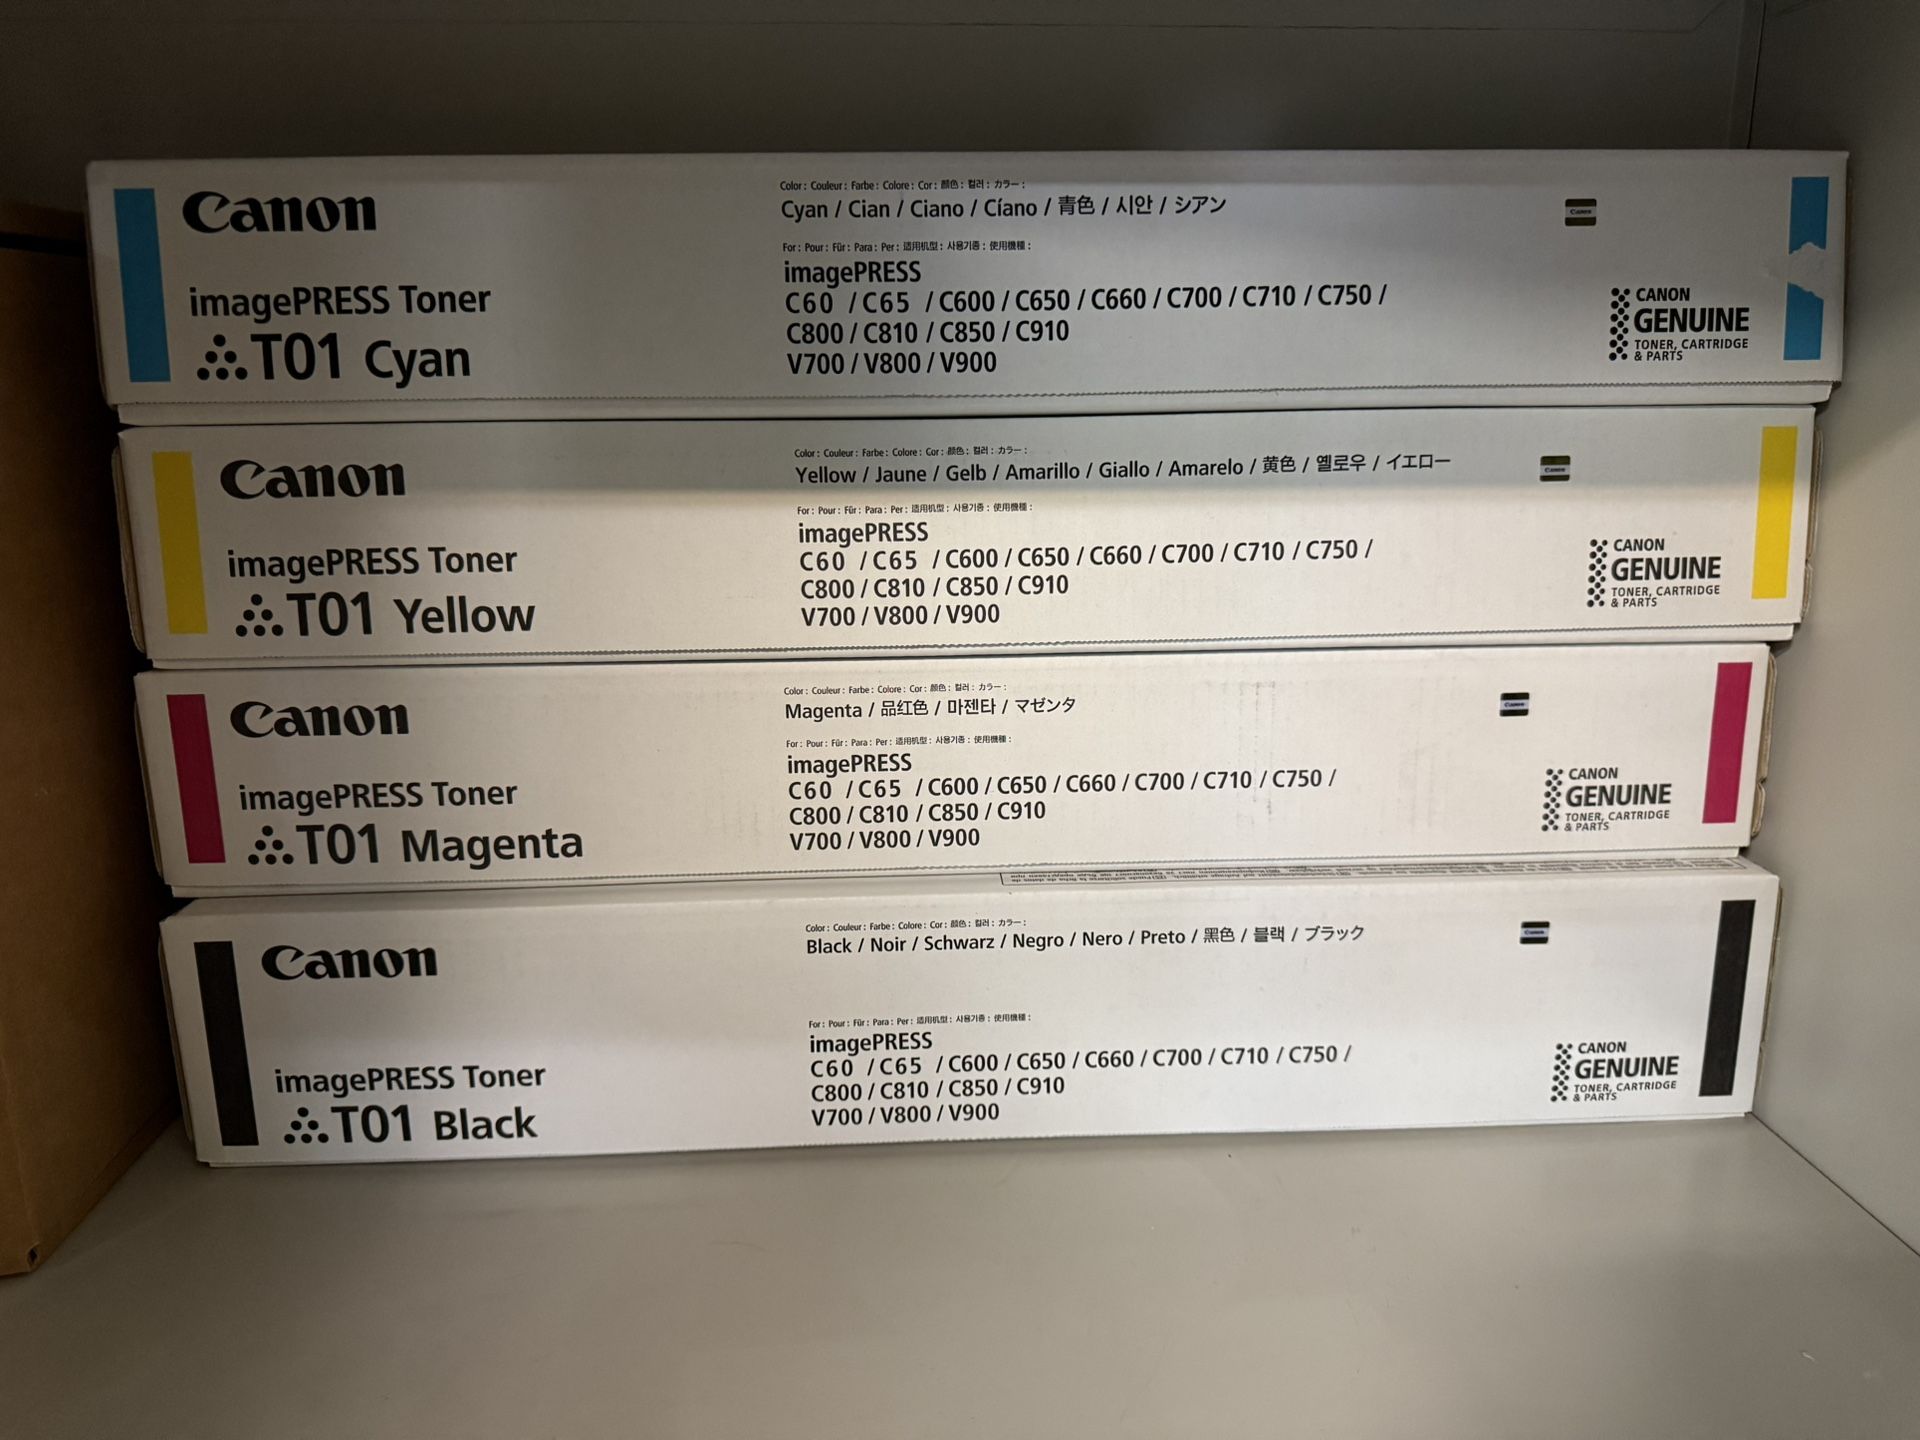 Canon
imagePRESS Toner
T01 Cyan
Color: Couleur: Farbe: Colore: Cor: 顔色: 컬러: カラー:
Cyan / Cian / Ciano / Cíano / 青色 / 시안 / シアン
For: Pour: Für: Para: Per: 适用机型: 사용기종: 使用機種:
imagePRESS
C60 / C65 / C600 / C650 / C660 / C700 / C710 / C750 /
C800 / C810 / C850 / C910
V700 / V800 / V900
Canon
CANON
GENUINE
TONER, CARTRIDGE
& PARTS
Canon
imagePRESS Toner
T01 Yellow
Color: Couleur: Farbe: Colore: Cor: 顔色: 컬러: カラー:
Yellow / Jaune / Gelb / Amarillo / Giallo / Amarelo / 黄色 / 옐로우 / イエロー
For: Pour: Für: Para: Per: 适用机型: 사용기종: 使用機種:
imagePRESS
C60 / C65 / C600 / C650 / C660 / C700 / C710 / C750 /
C800 / C810 / C850 / C910
V700 / V800 / V900
Canon
CANON
GENUINE
TONER, CARTRIDGE
& PARTS
Canon
imagePRESS Toner
T01 Magenta
Color: Couleur: Farbe: Colore: Cor: 顔色: 컬러: カラー:
Magenta / 品红色 / 마젠타 / マゼンタ
For: Pour: Für: Para: Per: 适用机型: 사용기종: 使用機種:
imagePRESS
C60 / C65 / C600 / C650 / C660 / C700 / C710 / C750 /
C800 / C810 / C850 / C910
V700 / V800 / V900
Canon
CANON
GENUINE
TONER, CARTRIDGE
& PARTS
Canon
imagePRESS Toner
T01 Black
Color: Couleur: Farbe: Colore: Cor: 顔色: 컬러: カラー:
Black / Noir / Schwarz / Negro / Nero / Preto / 黑色 / 블랙 / ブラック
For: Pour: Für: Para: Per: 适用机型: 사용기종: 使用機種:
imagePRESS
C60 / C65 / C600 / C650 / C660 / C700 / C710 / C750 /
C800 / C810 / C850 / C910
V700 / V800 / V900
Canon
CANON
GENUINE
TONER, CARTRIDGE
& PARTS